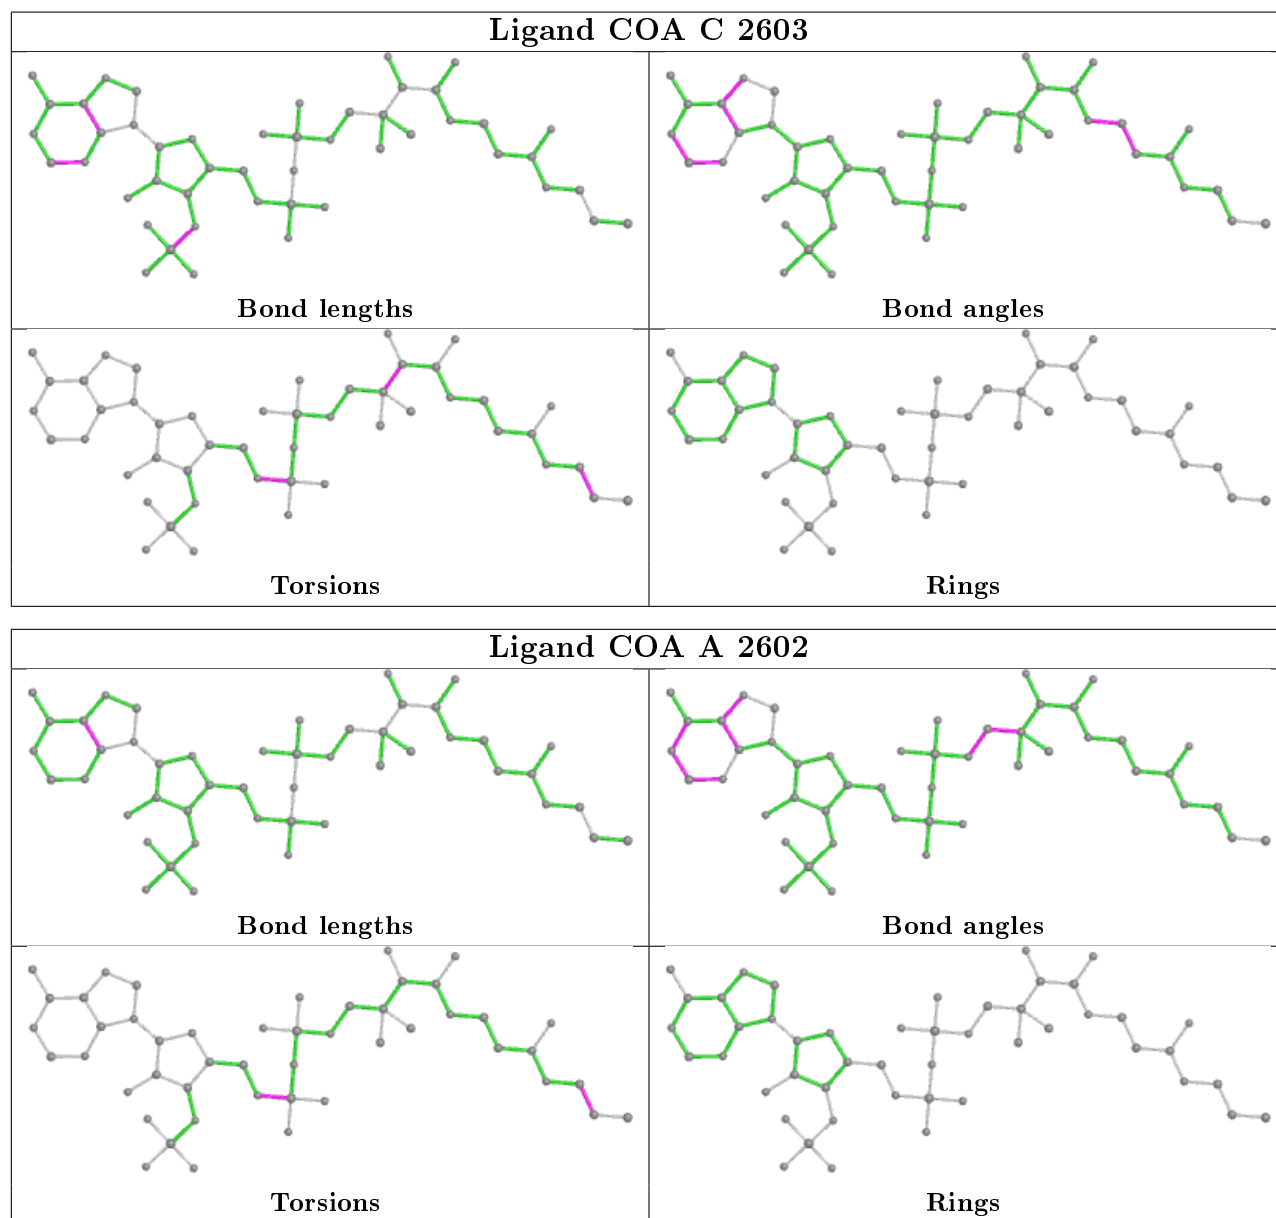 Ligand COA C 2603
Bond lengths
Bond angles
Torsions
Rings
Ligand COA A 2602
Bond lengths
Bond angles
Torsions
Rings